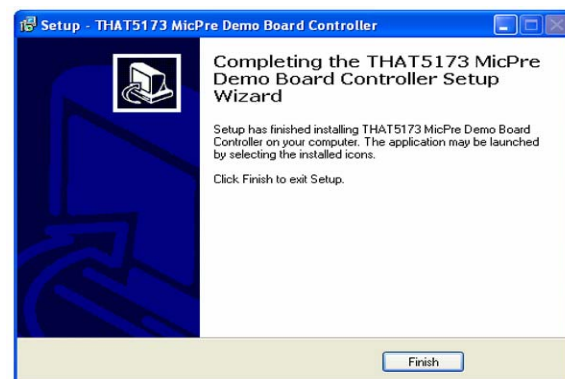 Setup - THAT5173 MicPre Demo Board Controller
Completing the THAT5173 MicPre
Demo Board Controller Setup
Wizard
Setup has finished installing THAT5173 MicPre Demo Board
Controller on your computer. The application may be launched
by selecting the installed icons.
Click Finish to exit Setup.
Finish